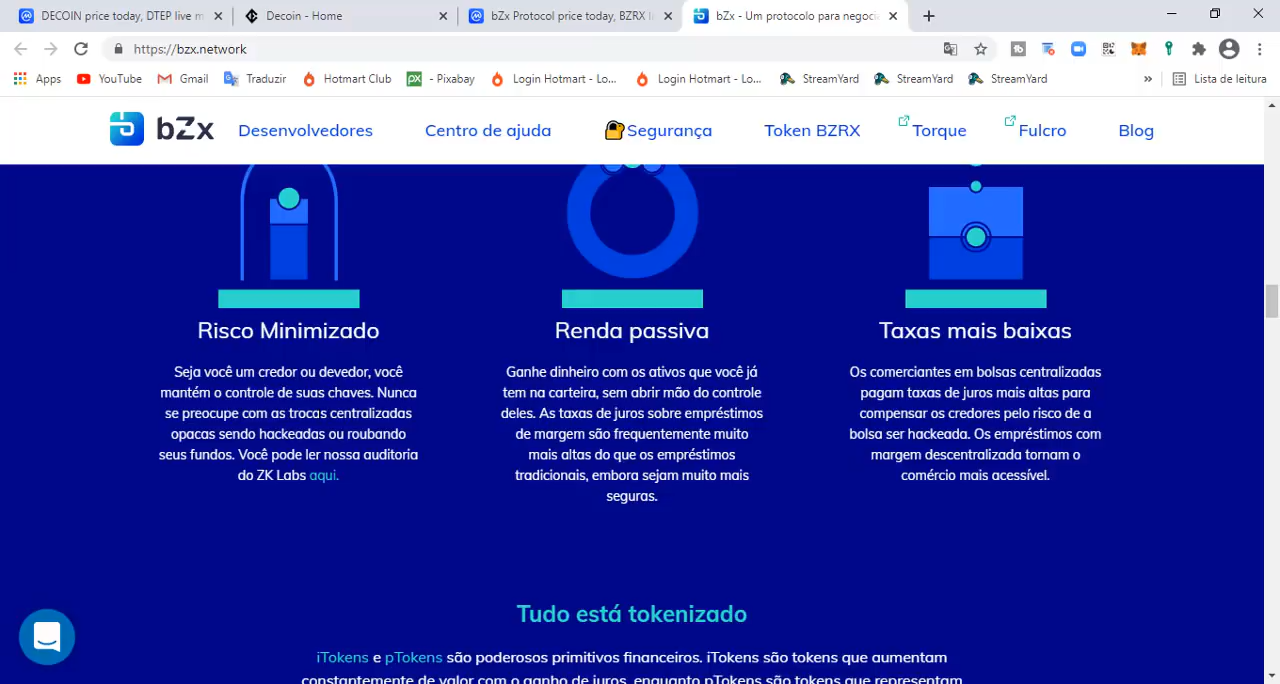 DECOIN price today, DTEP live m
Decoin - Home
bZx Protocol price today, BZRX li
bZx - Um protocolo para negocia
https://bzx.network
Apps
YouTube
Gmail
Traduzir
Hotmart Club
- Pixabay
Login Hotmart - Lo...
Login Hotmart - Lo...
StreamYard
StreamYard
StreamYard
»
Lista de leitura
bZx
Desenvolvedores
Centro de ajuda
Segurança
Token BZRX
Torque
Fulcro
Blog
Risco Minimizado
Seja você um credor ou devedor, você
mantém o controle de suas chaves. Nunca
se preocupe com as trocas centralizadas
opacas sendo hackeadas ou roubando
seus fundos. Você pode ler nossa auditoria
do ZK Labs aqui.
Renda passiva
Ganhe dinheiro com os ativos que você já
tem na carteira, sem abrir mão do controle
deles. As taxas de juros sobre empréstimos
de margem são frequentemente muito
mais altas do que os empréstimos
tradicionais, embora sejam muito mais
seguras.
Taxas mais baixas
Os comerciantes em bolsas centralizadas
pagam taxas de juros mais altas para
compensar os credores pelo risco de a
bolsa ser hackeada. Os empréstimos com
margem descentralizada tornam o
comércio mais acessível.
Tudo está tokenizado
iTokens e pTokens são poderosos primitivos financeiros. iTokens são tokens que aumentam
constantemente de valor com o ganho de juros, enquanto pTokens são tokens que representam